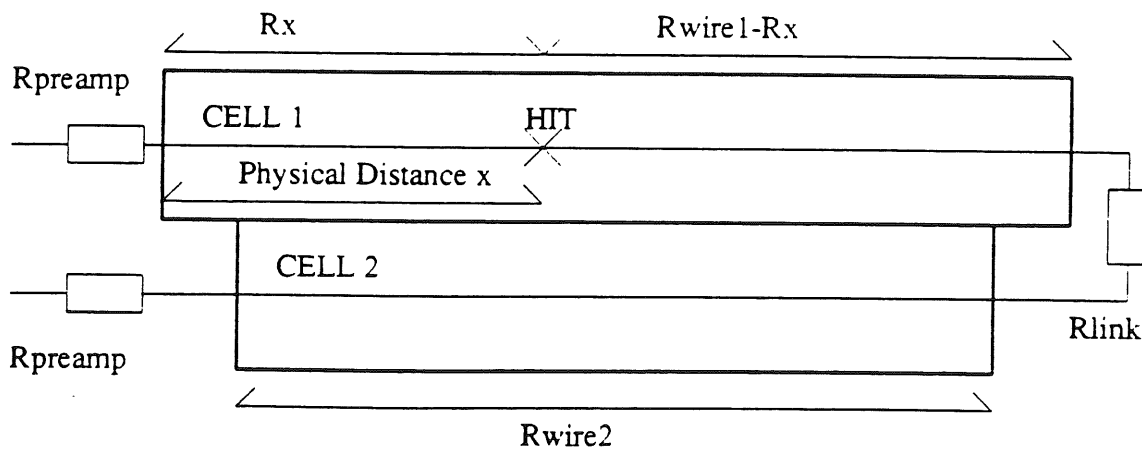 Rx
Rwire1-Rx
Rpreamp
CELL 1
HIT
Physical Distance x
CELL 2
Rpreamp
Rlink
Rwire2